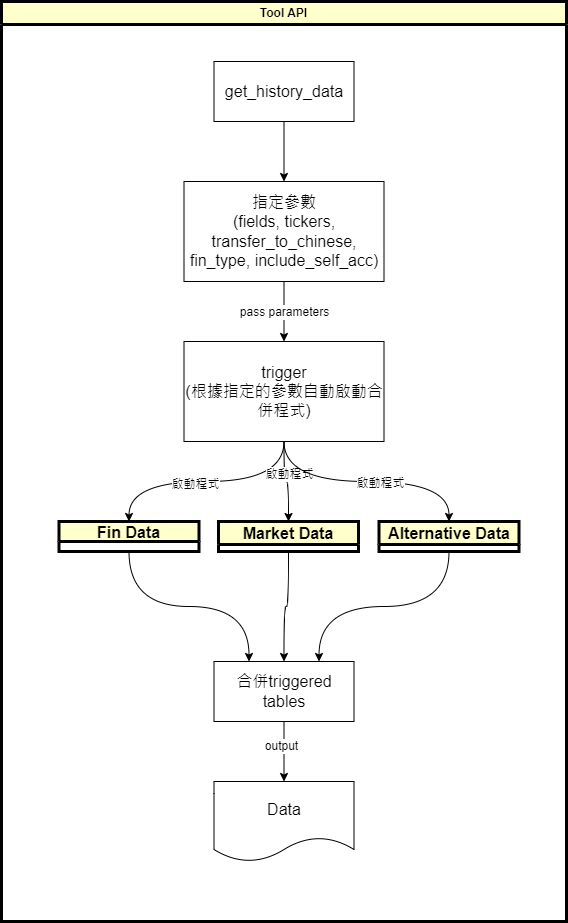 Tool API
get_history_data
指定參數
(fields, tickers,
transfer_to_chinese,
fin_type, include_self_acc)
pass parameters
trigger
(根據指定的參數自動啟動合
併程式)
啟動程式
啟動程式
啟動程式
Fin Data
Market Data
Alternative Data
合併triggered
tables
output
Data